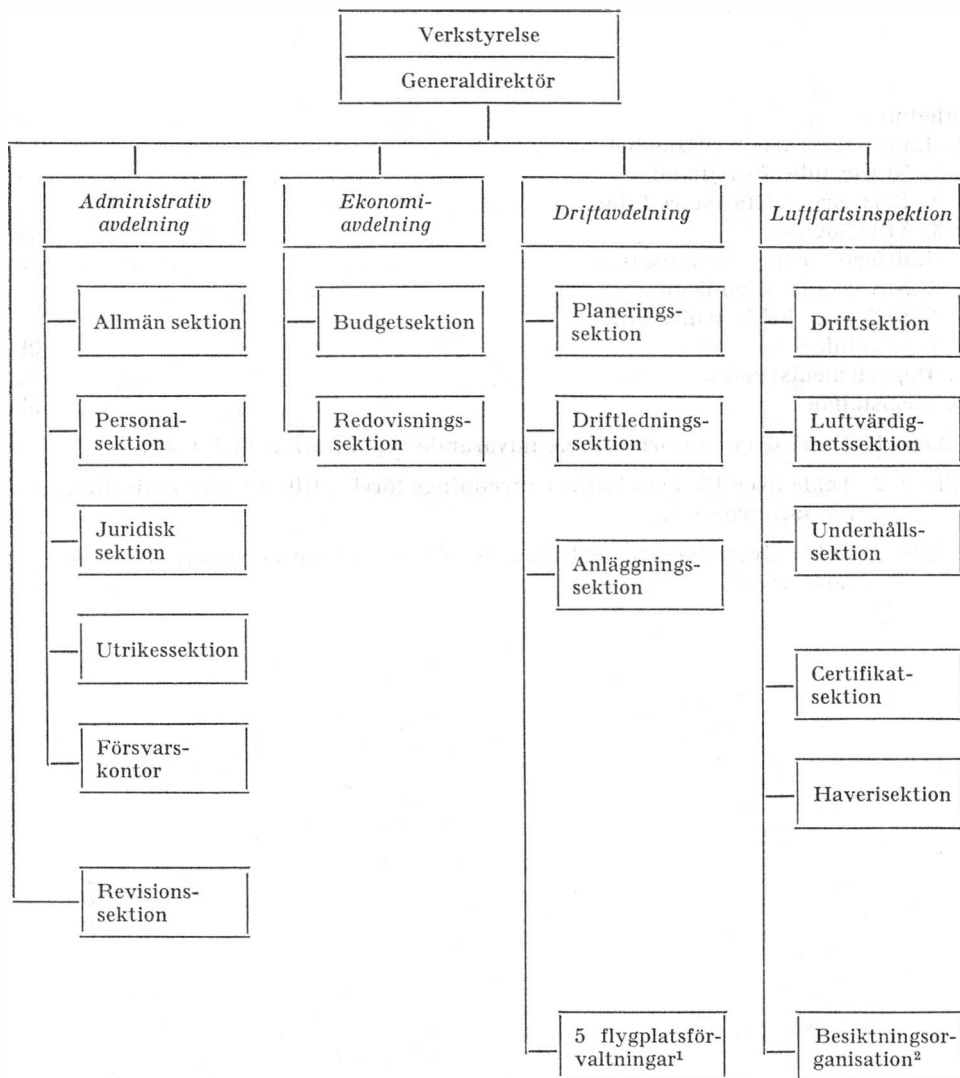 Verkstyrelse
Generaldirektör
Administrativ
avdelning
Allmän sektion
Personal-
sektion
Juridisk
sektion
Utrikessektion
Försvars-
kontor
Revisions-
sektion
Ekonomi-
avdelning
Budgetsektion
Redovisnings-
sektion
Driftavdelning
Planerings-
sektion
Driftlednings-
sektion
Anläggnings-
sektion
5 flygplatsför-
valtningar¹
Luftfartsinspektion
Driftsektion
Luftvärdig-
hetssektion
Underhålls-
sektion
Certifikat-
sektion
Haverisektion
Besiktningsor-
ganisation²